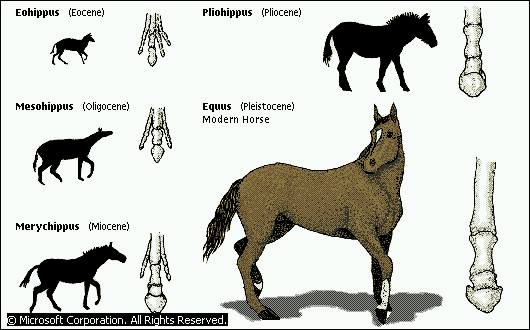 Eohippus (Eocene)
Mesohippus (Oligocene)
Merychippus (Miocene)
Pliohippus (Pliocene)
Equus (Pleistocene)
Modern Horse
© Microsoft Corporation. All Rights Reserved.